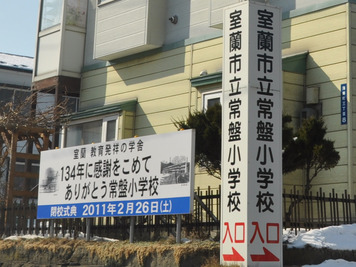 室蘭 教育発祥の学舎
134年に感謝をこめて
ありがとう常盤小学校
閉校式典 2011年2月26日(土)
室蘭市立常盤小学校
入口
室蘭市立常盤小学校
入口